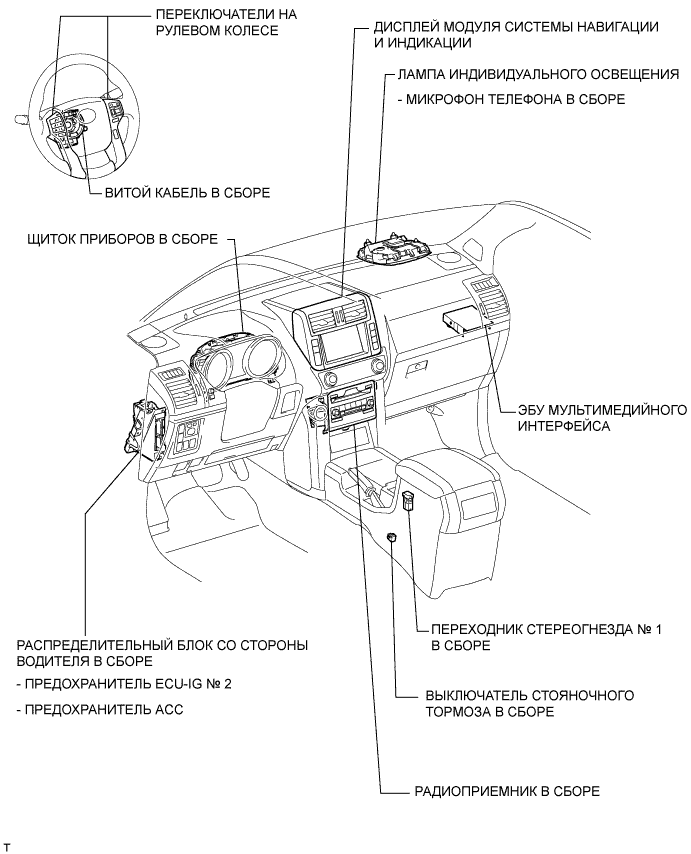 ПЕРЕКЛЮЧАТЕЛИ НА
РУЛЕВОМ КОЛЕСЕ
ДИСПЛЕЙ МОДУЛЯ СИСТЕМЫ НАВИГАЦИИ
И ИНДИКАЦИИ
ЛАМПА ИНДИВИДУАЛЬНОГО ОСВЕЩЕНИЯ
- МИКРОФОН ТЕЛЕФОНА В СБОРЕ
ВИТОЙ КАБЕЛЬ В СБОРЕ
ЩИТОК ПРИБОРОВ В СБОРЕ
ЭБУ МУЛЬТИМЕДИЙНОГО
ИНТЕРФЕЙСА
РАСПРЕДЕЛИТЕЛЬНЫЙ БЛОК СО СТОРОНЫ
ВОДИТЕЛЯ В СБОРЕ
- ПРЕДОХРАНИТЕЛЬ ECU-IG № 2
- ПРЕДОХРАНИТЕЛЬ ACC
ПЕРЕХОДНИК СТЕРЕОГНЕЗДА № 1
В СБОРЕ
ВЫКЛЮЧАТЕЛЬ СТОЯНОЧНОГО
ТОРМОЗА В СБОРЕ
РАДИОПРИЕМНИК В СБОРЕ
T